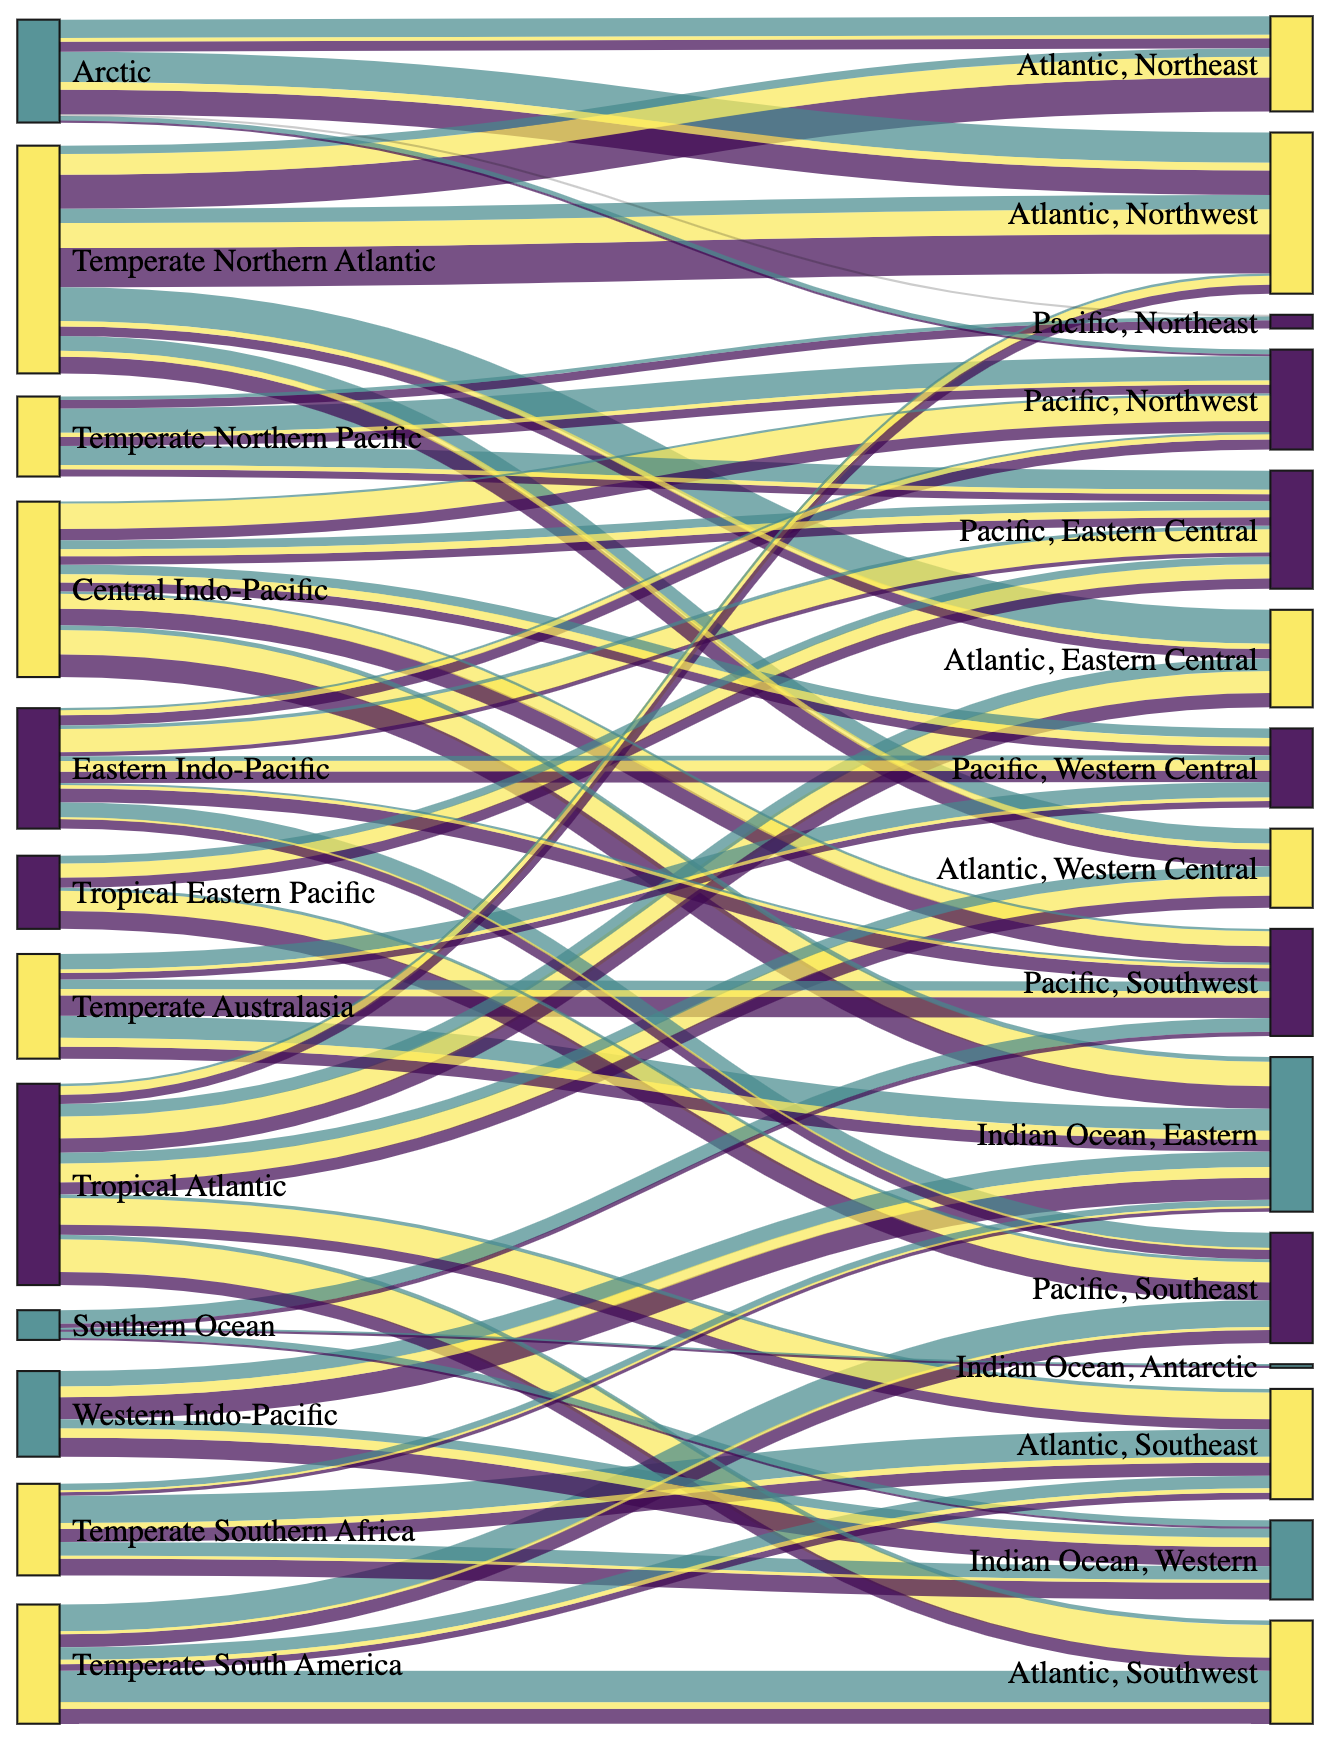 Arctic
Temperate Northern Atlantic
Temperate Northern Pacific
Central Indo-Pacific
Eastern Indo-Pacific
Tropical Eastern Pacific
Temperate Australasia
Tropical Atlantic
Southern Ocean
Western Indo-Pacific
Temperate Southern Africa
Temperate South America
Atlantic, Northeast
Atlantic, Northwest
Pacific, Northeast
Pacific, Northwest
Pacific, Eastern Central
Atlantic, Eastern Central
Pacific, Western Central
Atlantic, Western Central
Pacific, Southwest
Indian Ocean, Eastern
Pacific, Southeast
Indian Ocean, Antarctic
Atlantic, Southeast
Indian Ocean, Western
Atlantic, Southwest